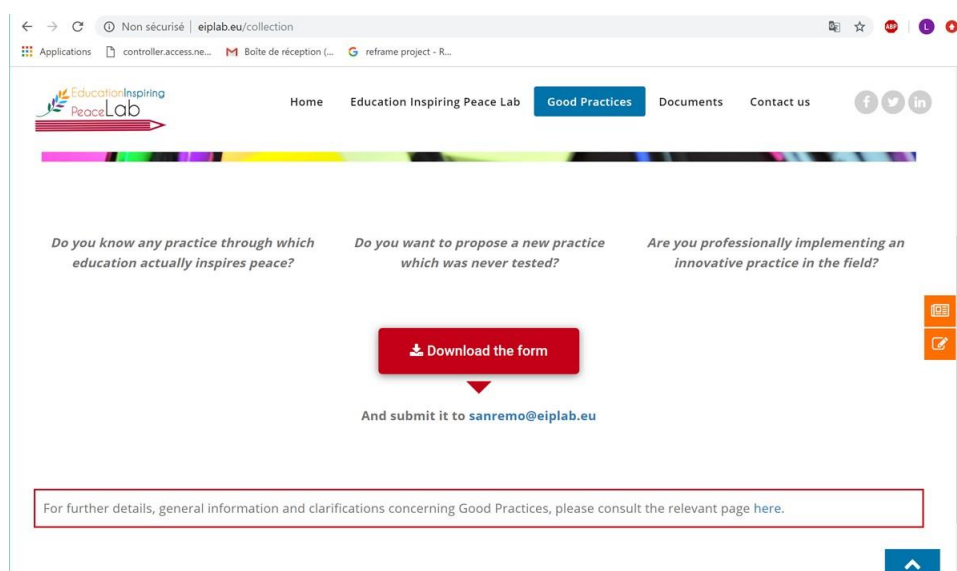 Non sécurisé | eiplab.eu/collection
ABP
L
Applications controller.access.ne... Boîte de réception (... reframe project - R...
EducationInspiring
PeaceLab
Home Education Inspiring Peace Lab Good Practices Documents Contact us
Do you know any practice through which
education actually inspires peace?
Do you want to propose a new practice
which was never tested?
Are you professionally implementing an
innovative practice in the field?
Download the form
And submit it to sanremo@eiplab.eu
For further details, general information and clarifications concerning Good Practices, please consult the relevant page here.